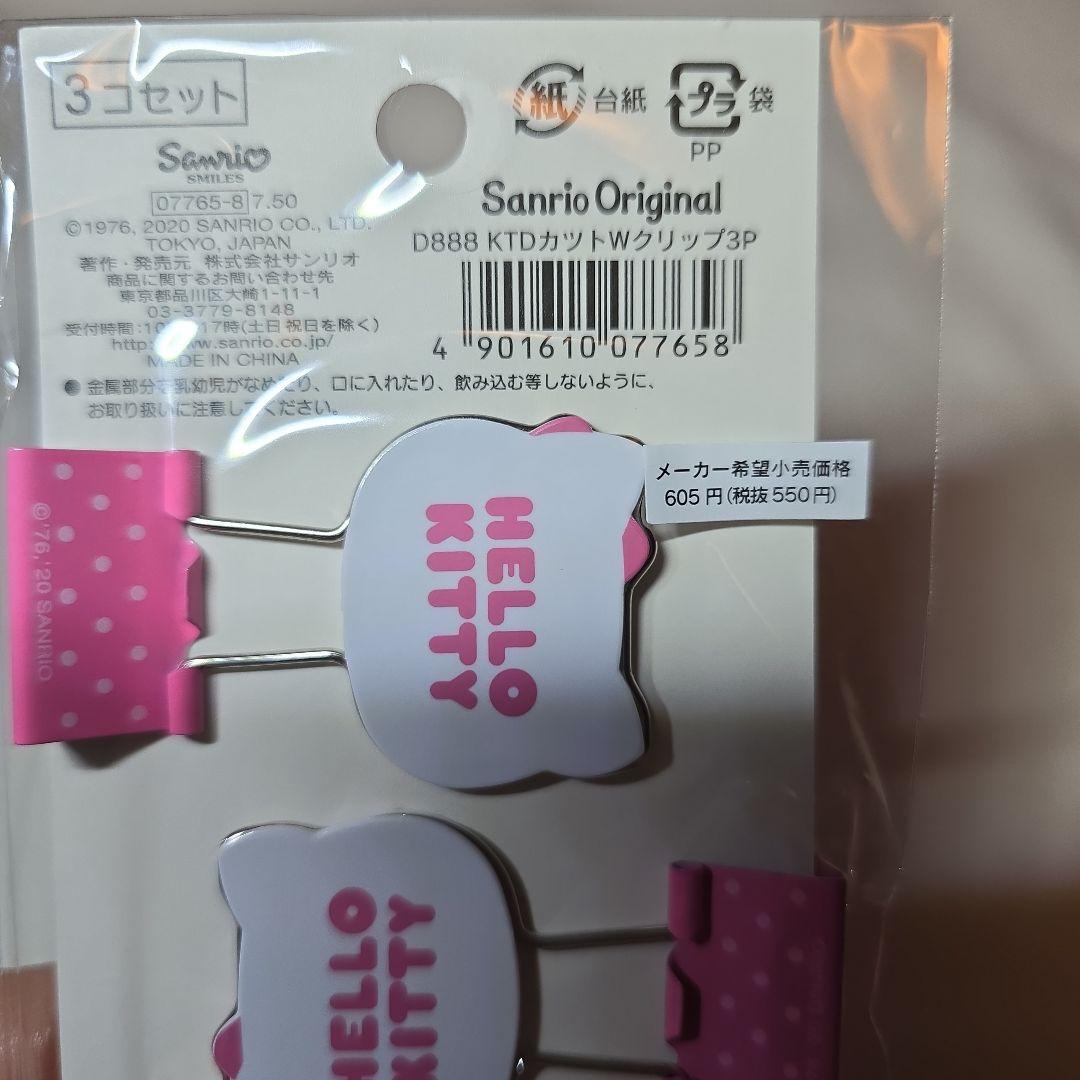 3コセット
Sanrio
SMILES
07765-8 7.50
©1976, 2020 SANRIO CO., LTD.
TOKYO, JAPAN
著作・発売元 株式会社サンリオ
商品に関するお問い合わせ先
東京都品川区大崎1-11-1
03-3779-8148
受付時間:10 17時(土日祝日を除く)
http://www.sanrio.co.jp/
MADE IN CHINA
紙 台紙
プラ 袋
PP
Sanrio Original
D888 KTDカツトWクリップ3P
4 901610 077658
●金属部分を乳幼児がなめたり、口に入れたり、飲み込む等しないように、
お取り扱いに注意してください。
メーカー希望小売価格
605円(税抜550円)
©'76, '20 SANRIO
HELLO
KITTY
HELLO
KITTY